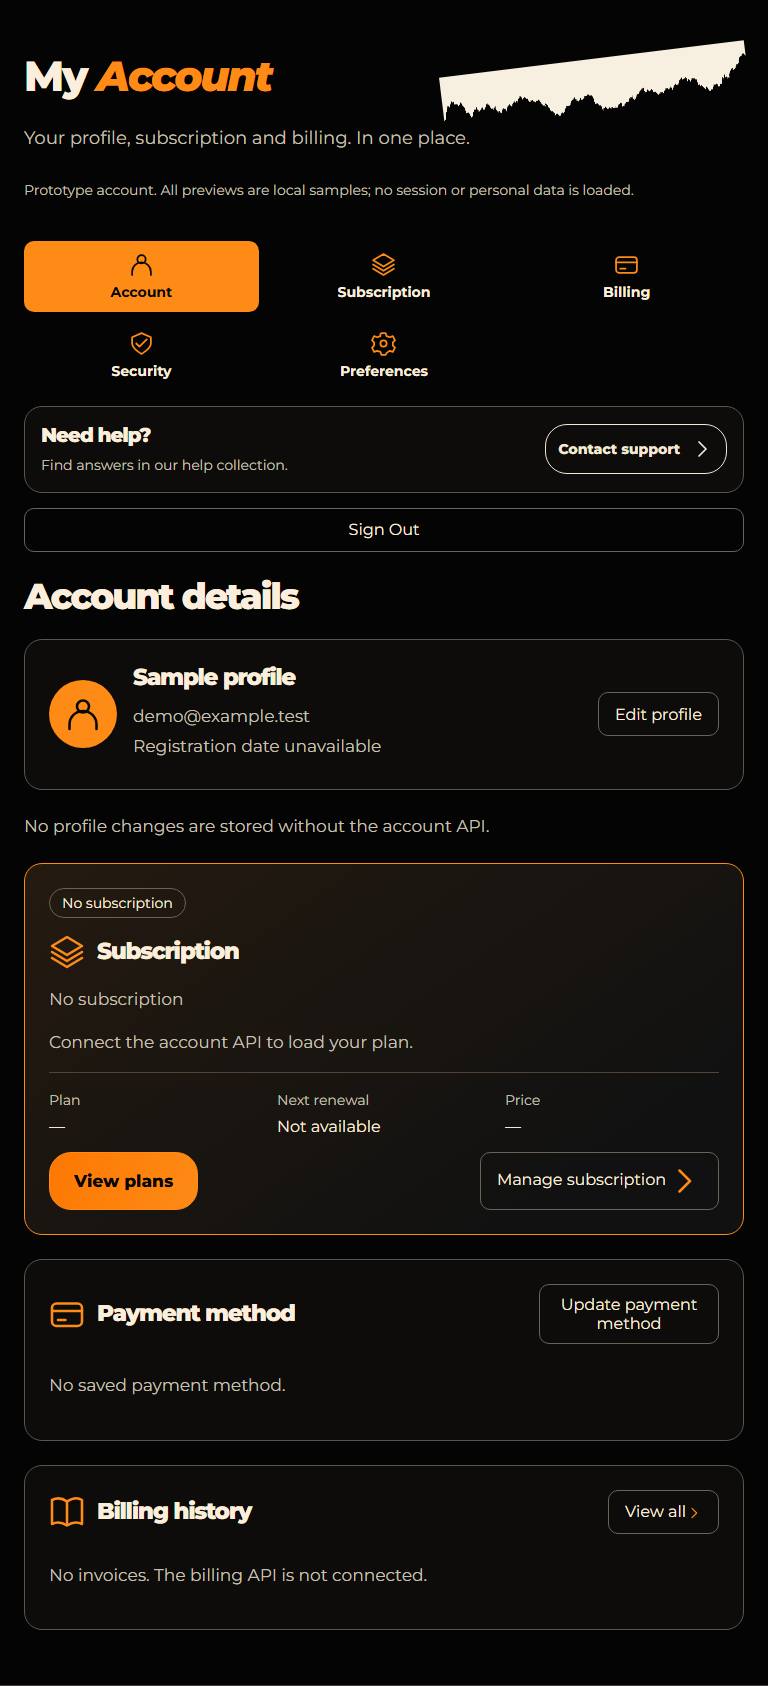 My Account
Your profile, subscription and billing. In one place.
Prototype account. All previews are local samples; no session or personal data is loaded.
Account
Subscription
Billing
Security
Preferences
Need help?
Find answers in our help collection.
Contact support
Sign Out
Account details
Sample profile
demo@example.test
Registration date unavailable
Edit profile
No profile changes are stored without the account API.
No subscription
Subscription
No subscription
Connect the account API to load your plan.
Plan
—
Next renewal
Not available
Price
—
View plans
Manage subscription
Payment method
Update payment
method
No saved payment method.
Billing history
View all
No invoices. The billing API is not connected.